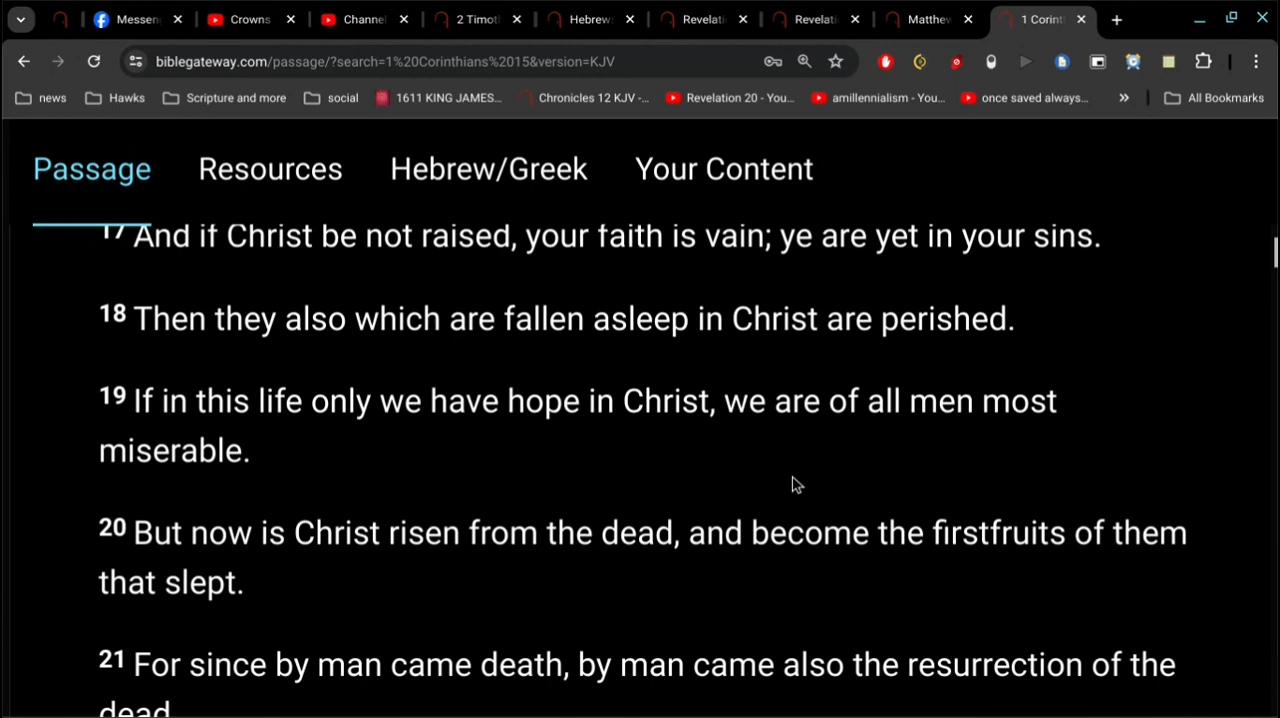 Messen Crowns Channel 2 Timot Hebrew Revelati Revelati Matthew 1 Corint
biblegateway.com/passage/?search=1%20Corinthians%2015&version=KJV
news Hawks Scripture and more social 1611 KING JAMES... Chronicles 12 KJV -... Revelation 20 - You... amillennialism - You... once saved always... » All Bookmarks
Passage Resources Hebrew/Greek Your Content
17 And if Christ be not raised, your faith is vain; ye are yet in your sins.
18 Then they also which are fallen asleep in Christ are perished.
19 If in this life only we have hope in Christ, we are of all men most
miserable.
20 But now is Christ risen from the dead, and become the firstfruits of them
that slept.
21 For since by man came death, by man came also the resurrection of the
dead